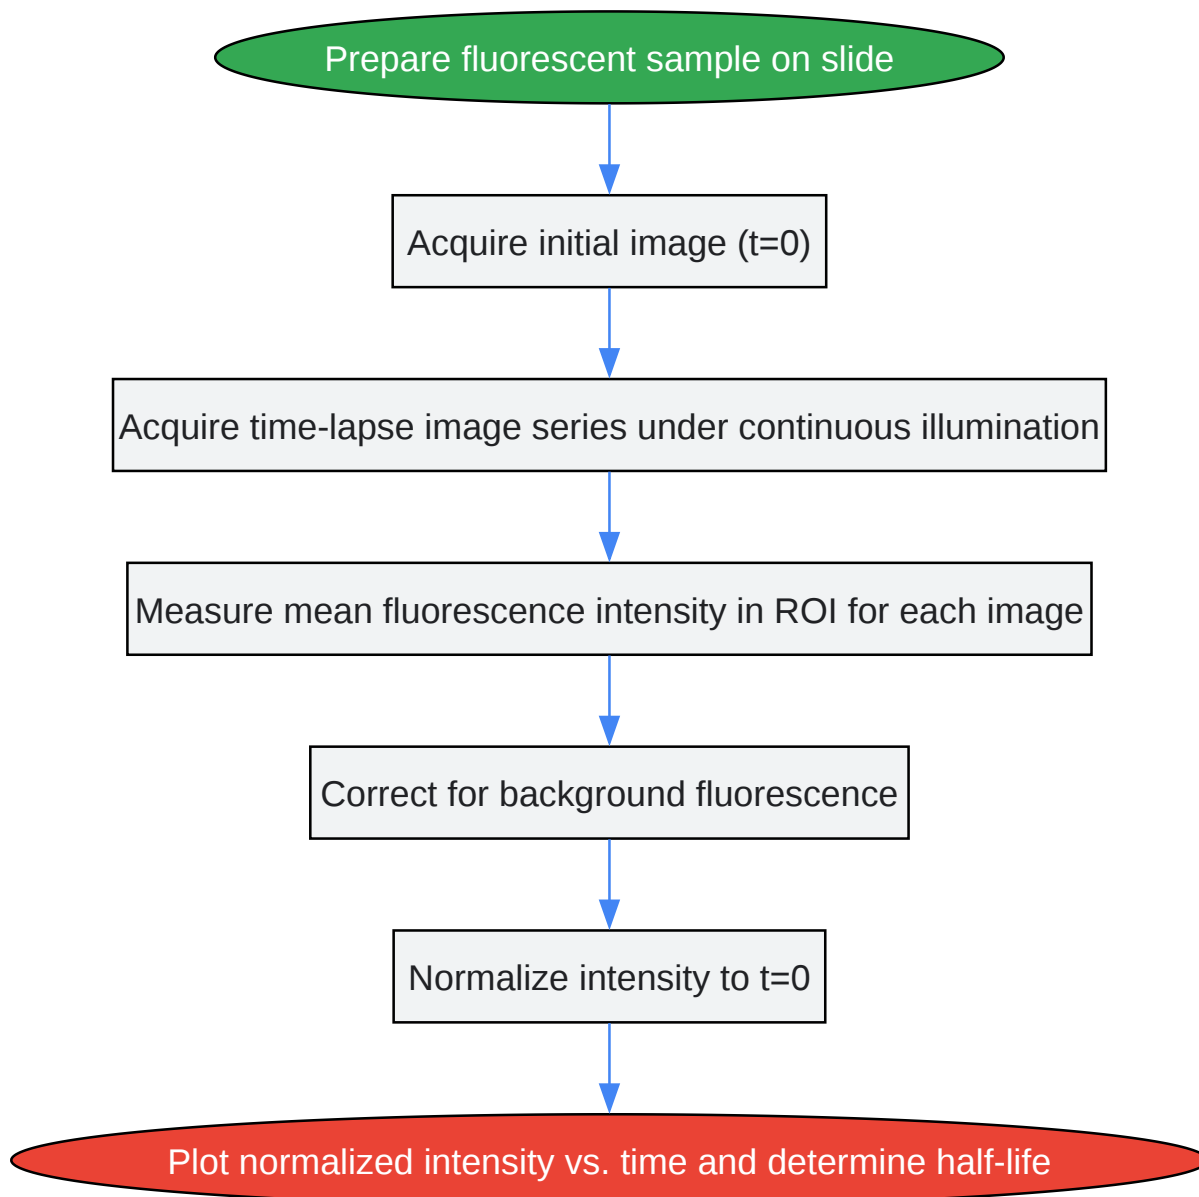 Prepare fluorescent sample on slide
Acquire initial image (t=0)
Acquire time-lapse image series under continuous illumination
Measure mean fluorescence intensity in ROI for each image
Correct for background fluorescence
Normalize intensity to t=0
Plot normalized intensity vs. time and determine half-life